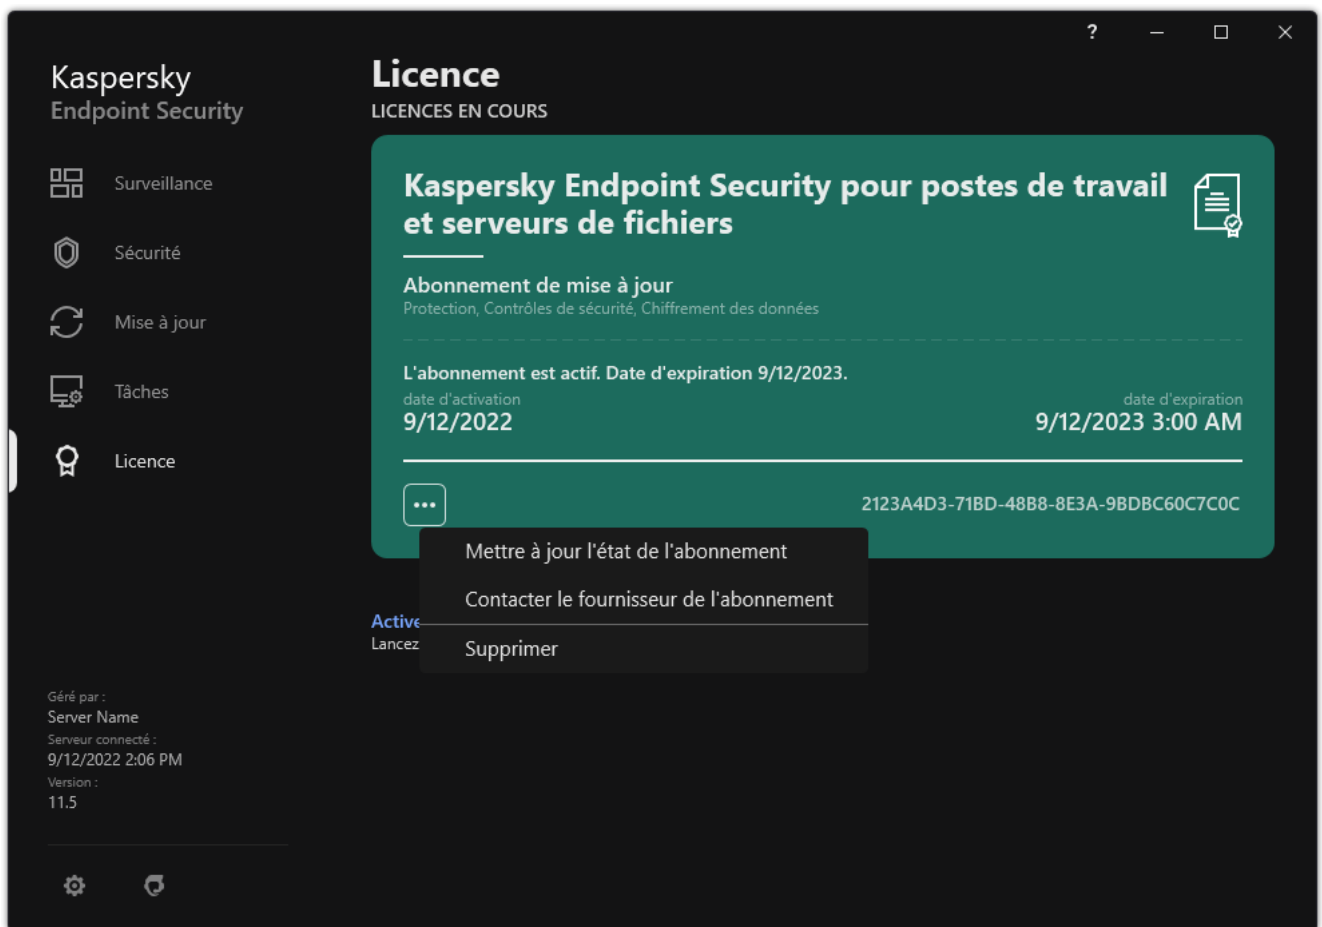 ?
Kaspersky
Endpoint Security
Surveillance
Sécurité
Mise à jour
Tâches
Licence
Géré par :
Server Name
Serveur connecté :
9/12/2022 2:06 PM
Version :
11.5
Licence
LICENCES EN COURS
Kaspersky Endpoint Security pour postes de travail
et serveurs de fichiers
Abonnement de mise à jour
Protection, Contrôles de sécurité, Chiffrement des données
L'abonnement est actif. Date d'expiration 9/12/2023.
date d'activation date d'expiration
9/12/2022 9/12/2023 3:00 AM
2123A4D3-71BD-48B8-8E3A-9BDBC60C7C0C
Mettre à jour l'état de l'abonnement
Contacter le fournisseur de l'abonnement
Supprimer
Active
Lancez